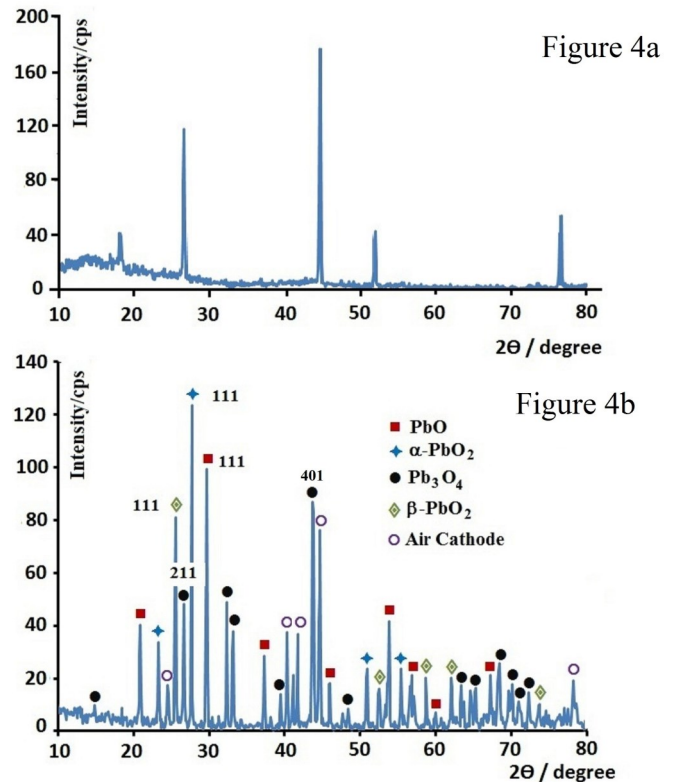 Figure 4a
Intensity/cps
200
160
120
80
40
0
10 20 30 40 50 60 70 80
2Θ / degree
Figure 4b
Intensity/cps
140
120
100
80
60
40
20
0
111
111
111
211
401
PbO
α-PbO₂
Pb₃O₄
β-PbO₂
Air Cathode
10 20 30 40 50 60 70 80
2Θ / degree